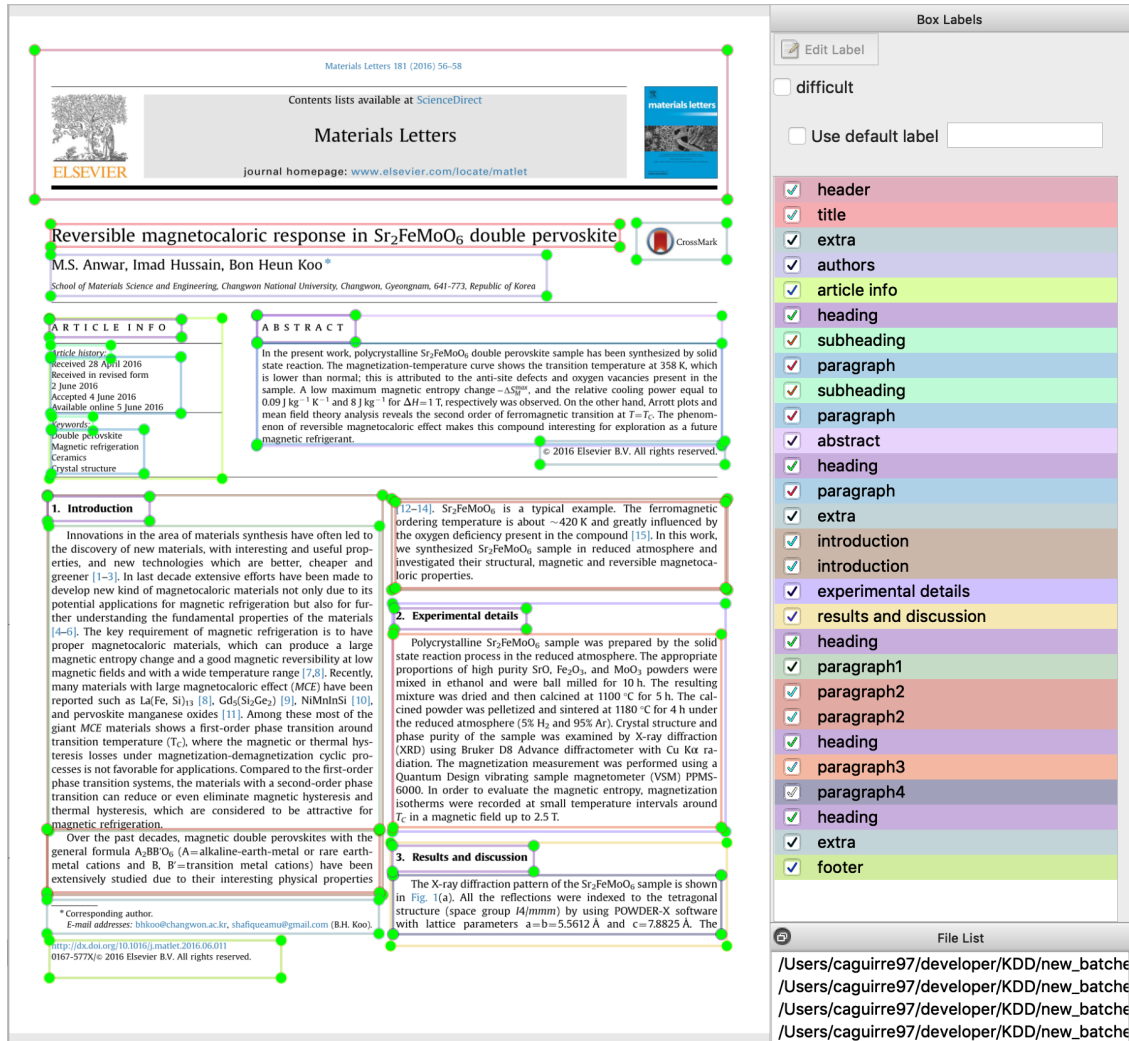 Materials Letters 181 (2016) 56–58
Contents lists available at ScienceDirect
Materials Letters
journal homepage: www.elsevier.com/locate/matlet
ELSEVIER
materials letters
Reversible magnetocaloric response in Sr₂FeMoO₆ double pervoskite
CrossMark
M.S. Anwar, Imad Hussain, Bon Heun Koo*
School of Materials Science and Engineering, Changwon National University, Changwon, Gyeongnam, 641-773, Republic of Korea
ARTICLE INFO
Article history:
Received 28 April 2016
Received in revised form
2 June 2016
Accepted 4 June 2016
Available online 5 June 2016
Keywords:
Double perovskite
Magnetic refrigeration
Ceramics
Crystal structure
ABSTRACT
In the present work, polycrystalline Sr₂FeMoO₆ double perovskite sample has been synthesized by solid
state reaction. The magnetization-temperature curve shows the transition temperature at 358 K, which
is lower than normal; this is attributed to the anti-site defects and oxygen vacancies present in the
sample. A low maximum magnetic entropy change −ΔS_M^max, and the relative cooling power equal to
0.09 J kg⁻¹ K⁻¹ and 8 J kg⁻¹ for ΔH=1 T, respectively was observed. On the other hand, Arrott plots and
mean field theory analysis reveals the second order of ferromagnetic transition at T=T_C. The phenom-
enon of reversible magnetocaloric effect makes this compound interesting for exploration as a future
magnetic refrigerant.
© 2016 Elsevier B.V. All rights reserved.
1. Introduction
Innovations in the area of materials synthesis have often led to
the discovery of new materials, with interesting and useful prop-
erties, and new technologies which are better, cheaper and
greener [1–3]. In last decade extensive efforts have been made to
develop new kind of magnetocaloric materials not only due to its
potential applications for magnetic refrigeration but also for fur-
ther understanding the fundamental properties of the materials
[4–6]. The key requirement of magnetic refrigeration is to have
proper magnetocaloric materials, which can produce a large
magnetic entropy change and a good magnetic reversibility at low
magnetic fields and with a wide temperature range [7,8]. Recently,
many materials with large magnetocaloric effect (MCE) have been
reported such as La(Fe, Si)₁₃ [8], Gd₅(Si₂Ge₂) [9], NiMnInSi [10],
and pervoskite manganese oxides [11]. Among these most of the
giant MCE materials shows a first-order phase transition around
transition temperature (T_C), where the magnetic or thermal hys-
teresis losses under magnetization-demagnetization cyclic pro-
cesses is not favorable for applications. Compared to the first-order
phase transition systems, the materials with a second-order phase
transition can reduce or even eliminate magnetic hysteresis and
thermal hysteresis, which are considered to be attractive for
magnetic refrigeration.
Over the past decades, magnetic double perovskites with the
general formula A₂BB′O₆ (A=alkaline-earth-metal or rare earth-
metal cations and B, B′=transition metal cations) have been
extensively studied due to their interesting physical properties
* Corresponding author.
E-mail addresses: bhkoo@changwon.ac.kr, shafiqueamu@gmail.com (B.H. Koo).
http://dx.doi.org/10.1016/j.matlet.2016.06.011
0167-577X/© 2016 Elsevier B.V. All rights reserved.
[12–14]. Sr₂FeMoO₆ is a typical example. The ferromagnetic
ordering temperature is about ~420 K and greatly influenced by
the oxygen deficiency present in the compound [15]. In this work,
we synthesized Sr₂FeMoO₆ sample in reduced atmosphere and
investigated their structural, magnetic and reversible magnetoca-
loric properties.
2. Experimental details
Polycrystalline Sr₂FeMoO₆ sample was prepared by the solid
state reaction process in the reduced atmosphere. The appropriate
proportions of high purity SrO, Fe₂O₃, and MoO₃ powders were
mixed in ethanol and were ball milled for 10 h. The resulting
mixture was dried and then calcined at 1100 °C for 5 h. The cal-
cined powder was pelletized and sintered at 1180 °C for 4 h under
the reduced atmosphere (5% H₂ and 95% Ar). Crystal structure and
phase purity of the sample was examined by X-ray diffraction
(XRD) using Bruker D8 Advance diffractometer with Cu Kα ra-
diation. The magnetization measurement was performed using a
Quantum Design vibrating sample magnetometer (VSM) PPMS-
6000. In order to evaluate the magnetic entropy, magnetization
isotherms were recorded at small temperature intervals around
T_C in a magnetic field up to 2.5 T.
3. Results and discussion
The X-ray diffraction pattern of the Sr₂FeMoO₆ sample is shown
in Fig. 1(a). All the reflections were indexed to the tetragonal
structure (space group I4/mmm) by using POWDER-X software
with lattice parameters a=b=5.5612 Å and c=7.8825 Å. The
Box Labels
Edit Label
difficult
Use default label
header
title
extra
authors
article info
heading
subheading
paragraph
subheading
paragraph
abstract
heading
paragraph
extra
introduction
introduction
experimental details
results and discussion
heading
paragraph1
paragraph2
paragraph2
heading
paragraph3
paragraph4
heading
extra
footer
File List
/Users/caguirre97/developer/KDD/new_batche
/Users/caguirre97/developer/KDD/new_batche
/Users/caguirre97/developer/KDD/new_batche
/Users/caguirre97/developer/KDD/new_batche